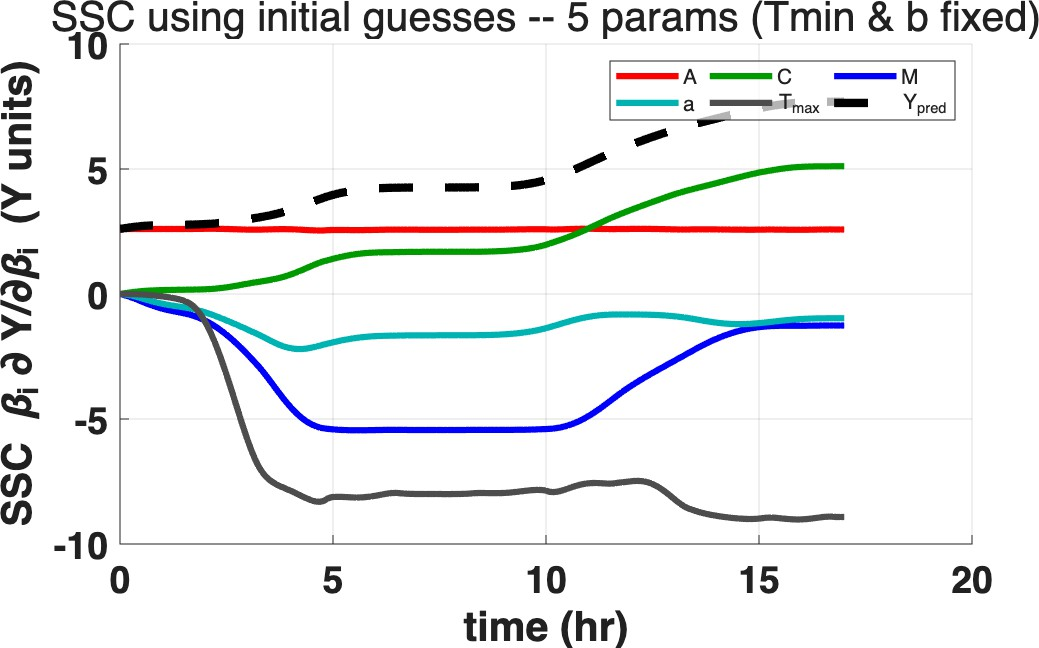 SSC using initial guesses -- 5 params (Tmin & b fixed)
10
5
0
-5
-10
SSC βi ∂ Y/∂βi (Y units)
A C M
a Tmax Ypred
0 5 10 15 20
time (hr)